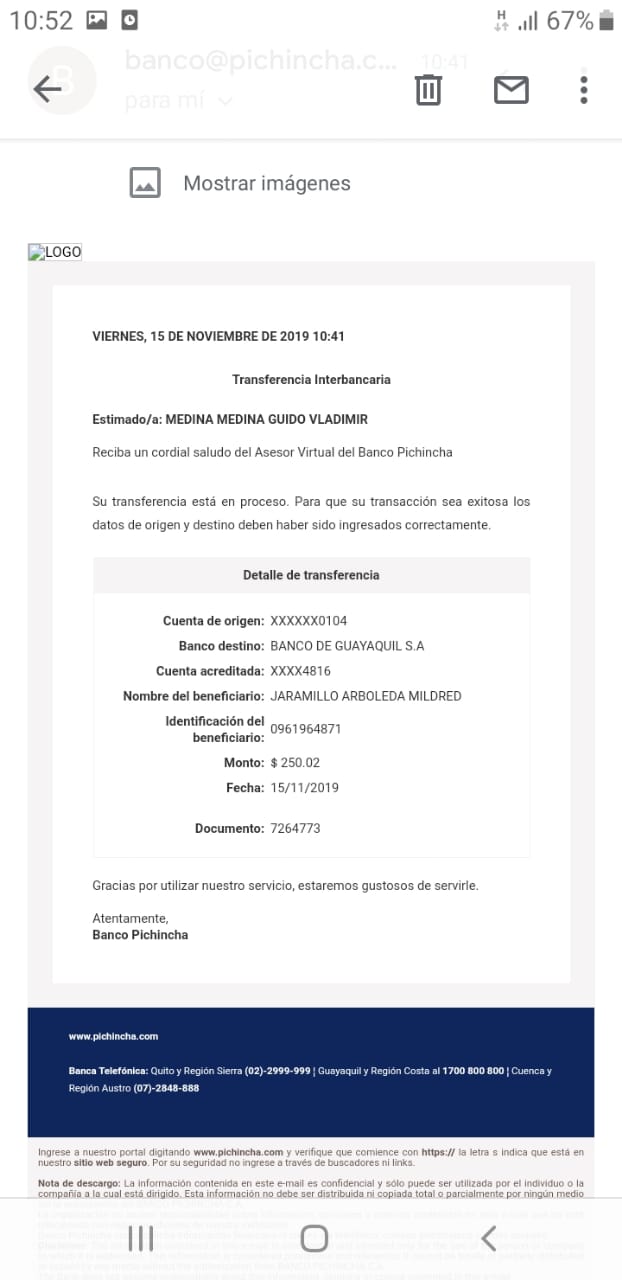 10:52
H
67%
B
banco@pichincha.c...
10:41
para mí
Mostrar imágenes
LOGO
VIERNES, 15 DE NOVIEMBRE DE 2019 10:41
Transferencia Interbancaria
Estimado/a: MEDINA MEDINA GUIDO VLADIMIR
Reciba un cordial saludo del Asesor Virtual del Banco Pichincha
Su transferencia está en proceso. Para que su transacción sea exitosa los
datos de origen y destino deben haber sido ingresados correctamente.
Detalle de transferencia
Cuenta de origen: XXXXXX0104
Banco destino: BANCO DE GUAYAQUIL S.A
Cuenta acreditada: XXXX4816
Nombre del beneficiario: JARAMILLO ARBOLEDA MILDRED
Identificación del
beneficiario: 0961964871
Monto: $ 250.02
Fecha: 15/11/2019
Documento: 7264773
Gracias por utilizar nuestro servicio, estaremos gustosos de servirle.
Atentamente,
Banco Pichincha
www.pichincha.com
Banca Telefónica: Quito y Región Sierra (02)-2999-999 ¦ Guayaquil y Región Costa al 1700 800 800 ¦ Cuenca y
Región Austro (07)-2848-888
Ingrese a nuestro portal digitando www.pichincha.com y verifique que comience con https:// la letra s indica que está en
nuestro sitio web seguro. Por su seguridad no ingrese a través de buscadores ni links.
Nota de descargo: La información contenida en este e-mail es confidencial y sólo puede ser utilizada por el individuo o la
compañía a la cual está dirigido. Esta información no debe ser distribuida ni copiada total o parcialmente por ningún medio